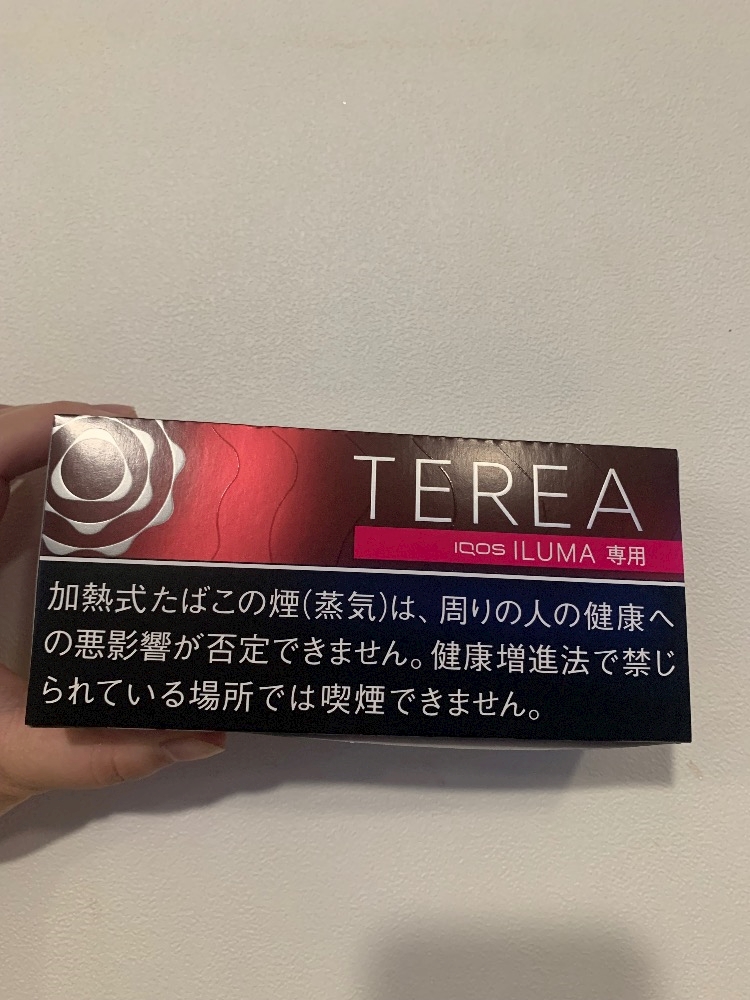 TEREA
IQOS ILUMA 専用
加熱式たばこの煙(蒸気)は、周りの人の健康へ
の悪影響が否定できません。健康増進法で禁じ
られている場所では喫煙できません。